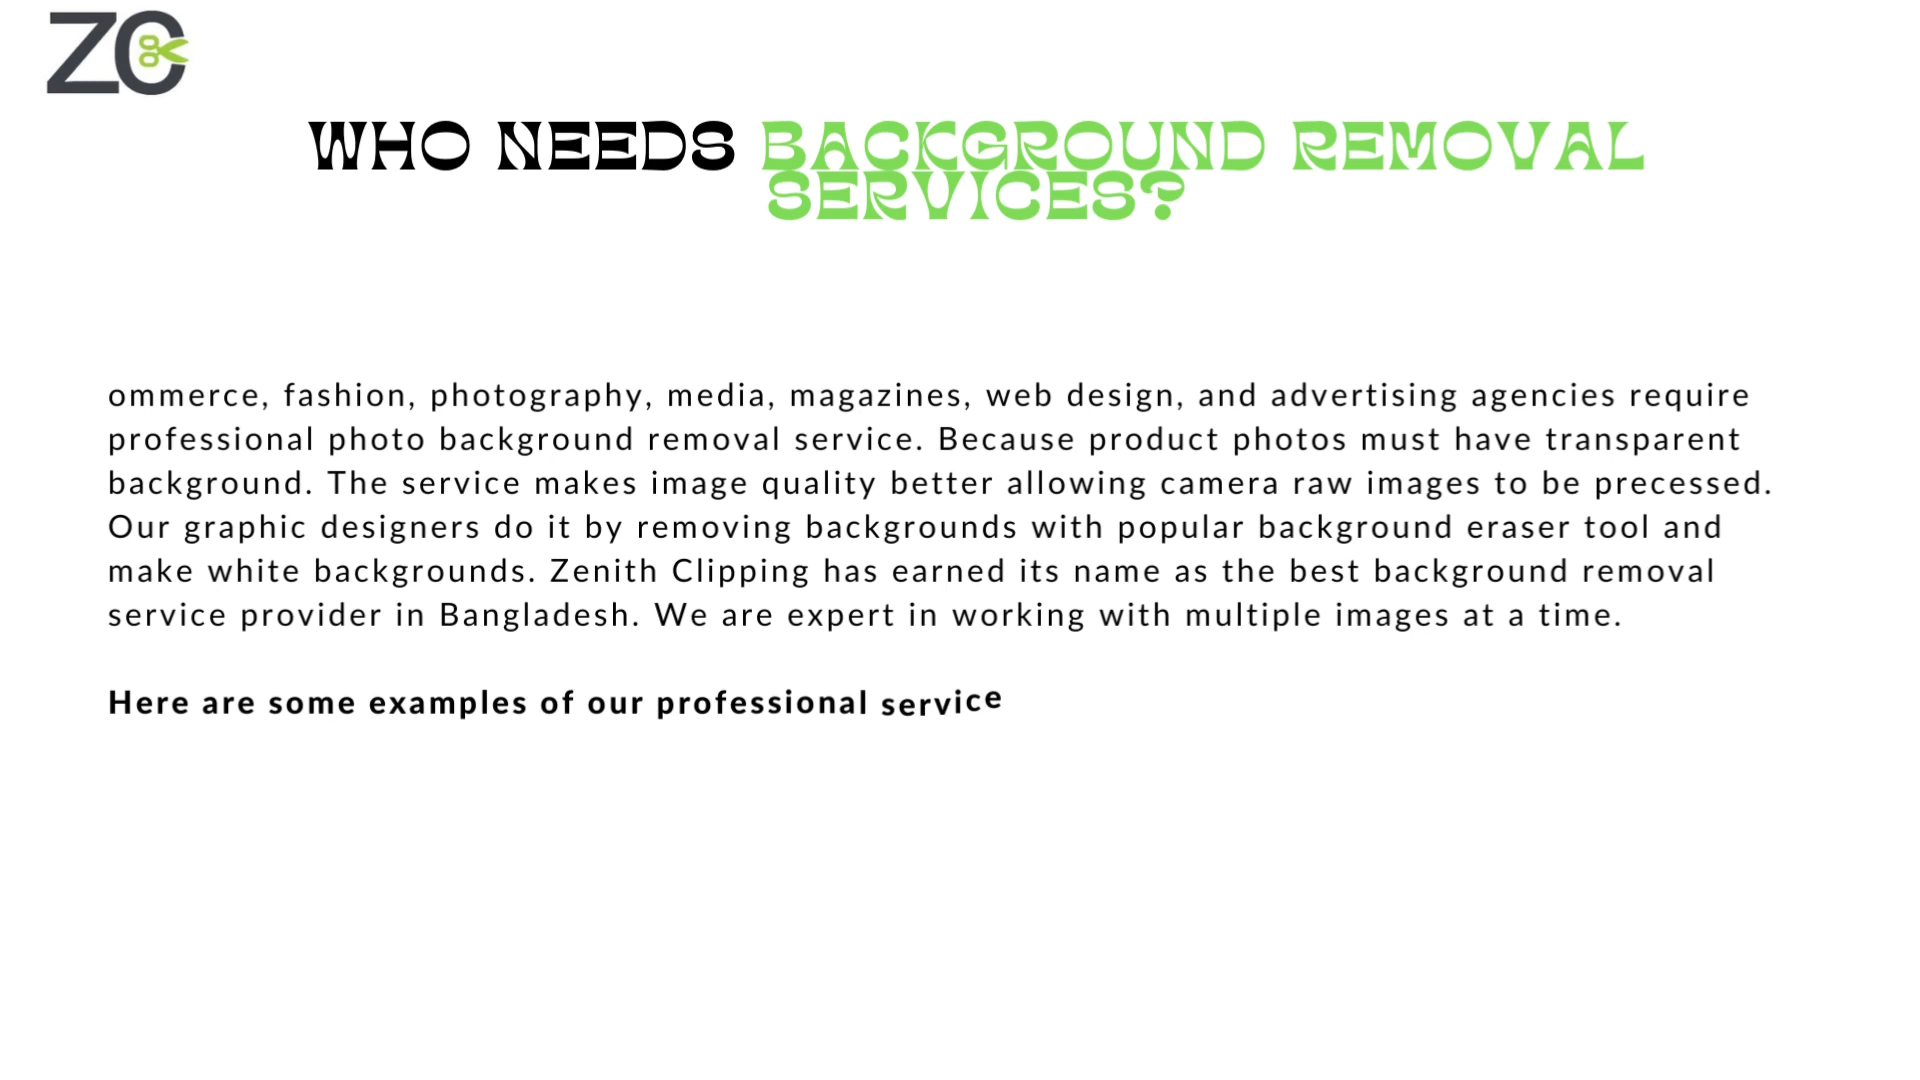 ZC
WHO NEEDS BACKGROUND REMOVAL
SERVICES?
ommerce, fashion, photography, media, magazines, web design, and advertising agencies require
professional photo background removal service. Because product photos must have transparent
background. The service makes image quality better allowing camera raw images to be precessed.
Our graphic designers do it by removing backgrounds with popular background eraser tool and
make white backgrounds. Zenith Clipping has earned its name as the best background removal
service provider in Bangladesh. We are expert in working with multiple images at a time.
Here are some examples of our professional service